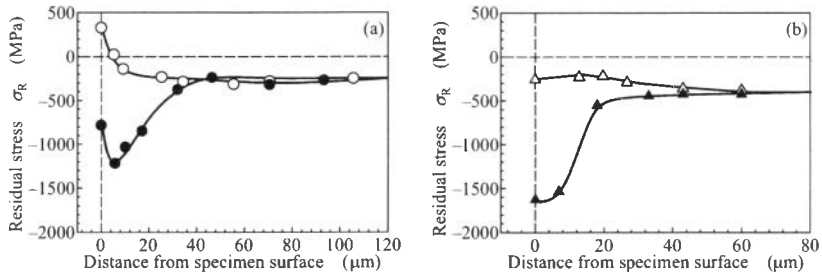 500
0
−500
−1000
−1500
−2000
Residual stress σR (MPa)
(a)
0 20 40 60 80 100 120
Distance from specimen surface (μm)
500
0
−500
−1000
−1500
−2000
Residual stress σR (MPa)
(b)
0 20 40 60 80
Distance from specimen surface (μm)